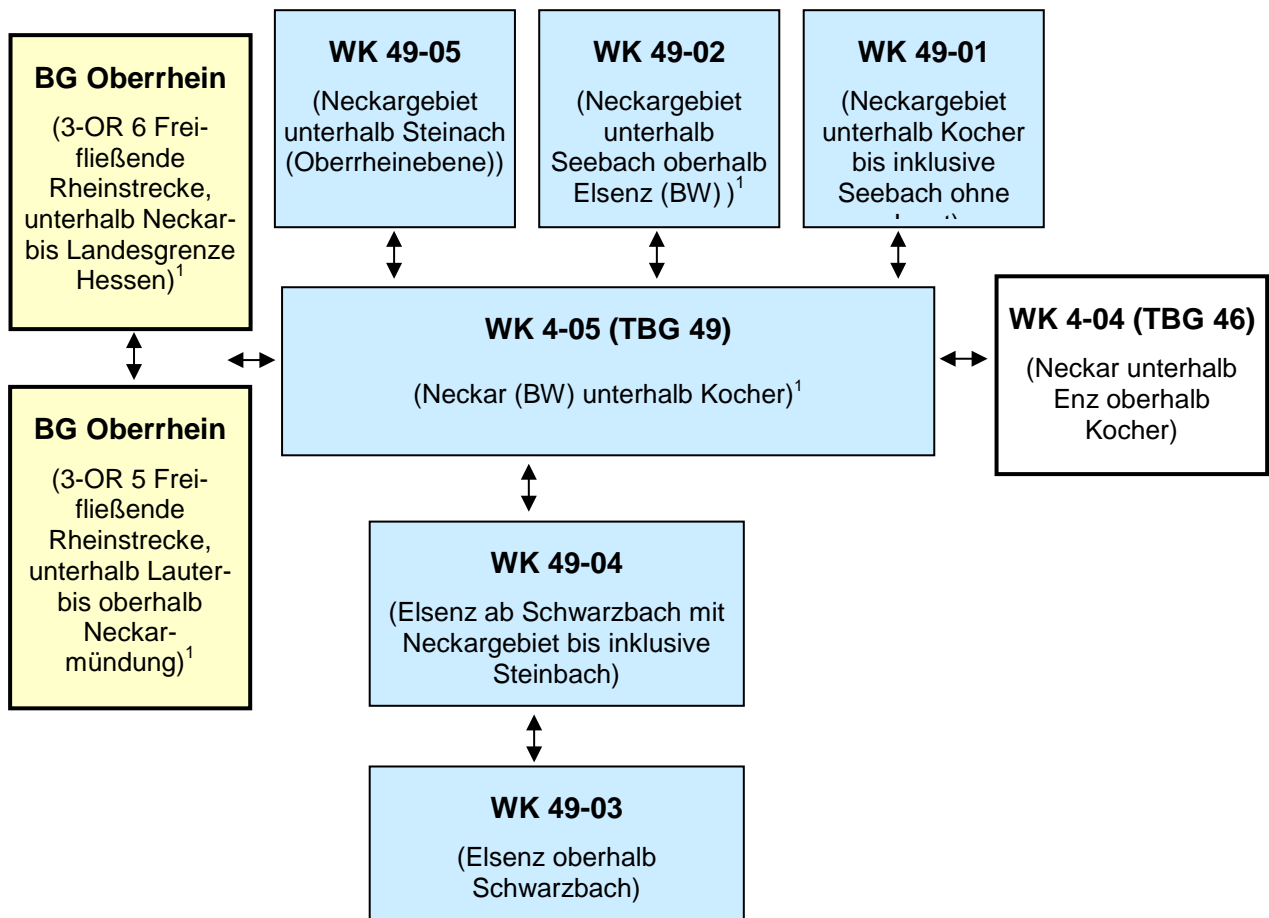 BG Oberrhein
(3-OR 6 Frei-
fließende
Rheinstrecke,
unterhalb Neckar-
bis Landesgrenze
Hessen)¹
BG Oberrhein
(3-OR 5 Frei-
fließende
Rheinstrecke,
unterhalb Lauter-
bis oberhalb
Neckar-
mündung)¹
WK 49-05
(Neckargebiet
unterhalb Steinach
(Oberrheinebene))
WK 49-02
(Neckargebiet
unterhalb
Seebach oberhalb
Elsenz (BW) )¹
WK 49-01
(Neckargebiet
unterhalb Kocher
bis inklusive
Seebach ohne
WK 4-05 (TBG 49)
(Neckar (BW) unterhalb Kocher)¹
WK 4-04 (TBG 46)
(Neckar unterhalb
Enz oberhalb
Kocher)
WK 49-04
(Elsenz ab Schwarzbach mit
Neckargebiet bis inklusive
Steinbach)
WK 49-03
(Elsenz oberhalb
Schwarzbach)